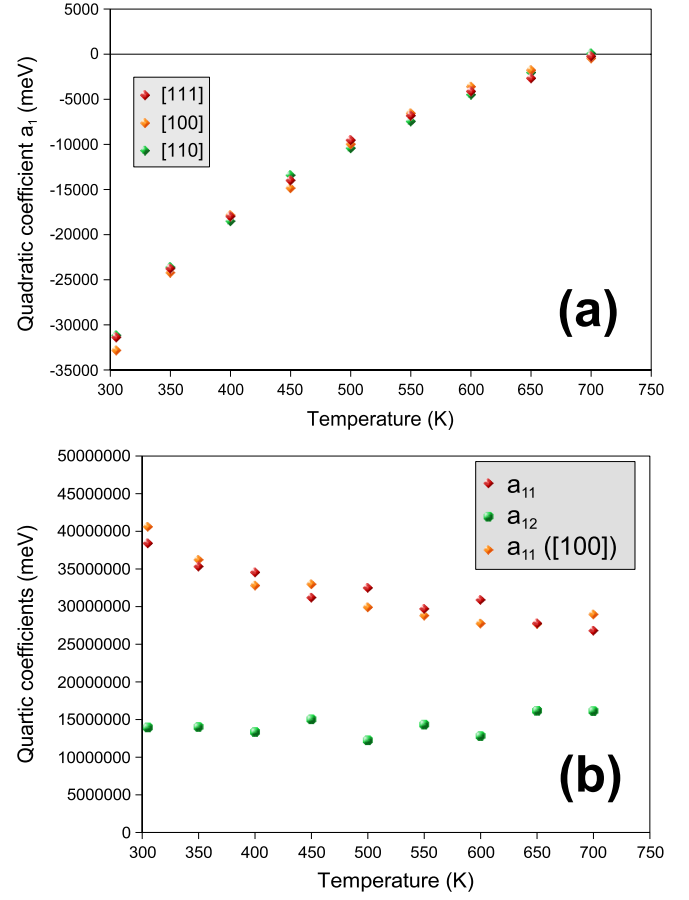 5000
0
-5000
-10000
-15000
-20000
-25000
-30000
-35000
Quadratic coefficient a₁ (meV)
[111]
[100]
[110]
(a)
300 350 400 450 500 550 600 650 700 750
Temperature (K)
50000000
45000000
40000000
35000000
30000000
25000000
20000000
15000000
10000000
5000000
0
Quartic coefficients (meV)
a₁₁
a₁₂
a₁₁ ([100])
(b)
300 350 400 450 500 550 600 650 700 750
Temperature (K)